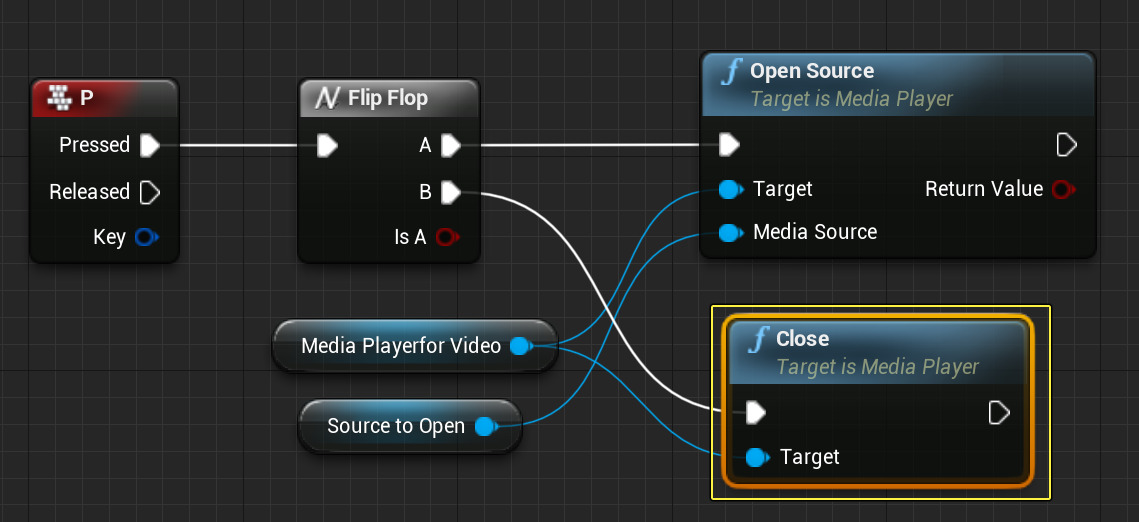 P
Pressed
Released
Key
Flip Flop
A
B
Is A
Open Source
Target is Media Player
Target
Return Value
Media Source
Media Playerfor Video
Source to Open
Close
Target is Media Player
Target